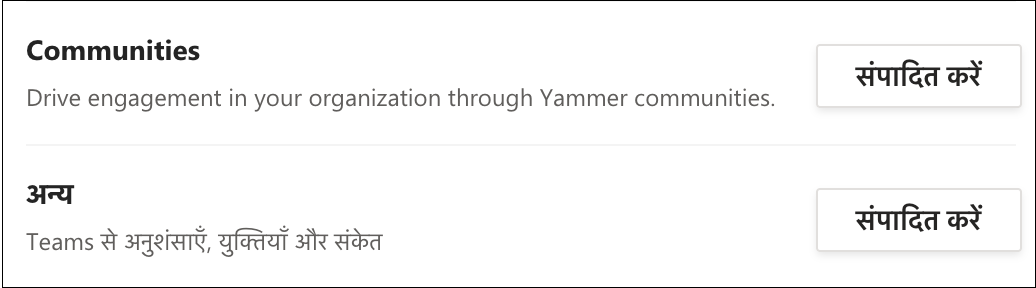 Communities
Drive engagement in your organization through Yammer communities.
संपादित करें
अन्य
Teams से अनुशंसाएँ, युक्तियाँ और संकेत
संपादित करें